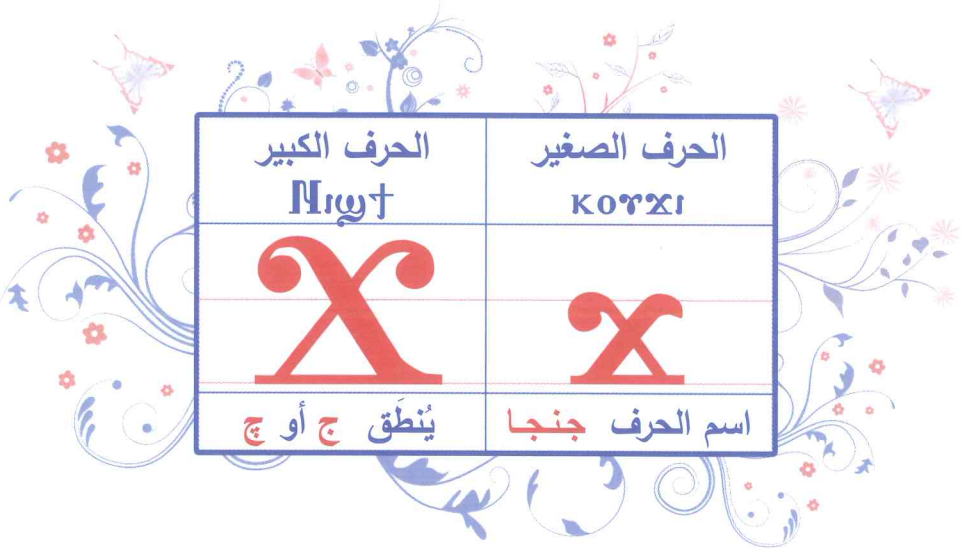 الحرف الصغير الحرف الكبير
ⲕⲟⲩϫⲓ Ⲛⲓϣϯ
ϫ Ϫ
اسم الحرف جنجا يُنطَق ج أو چ